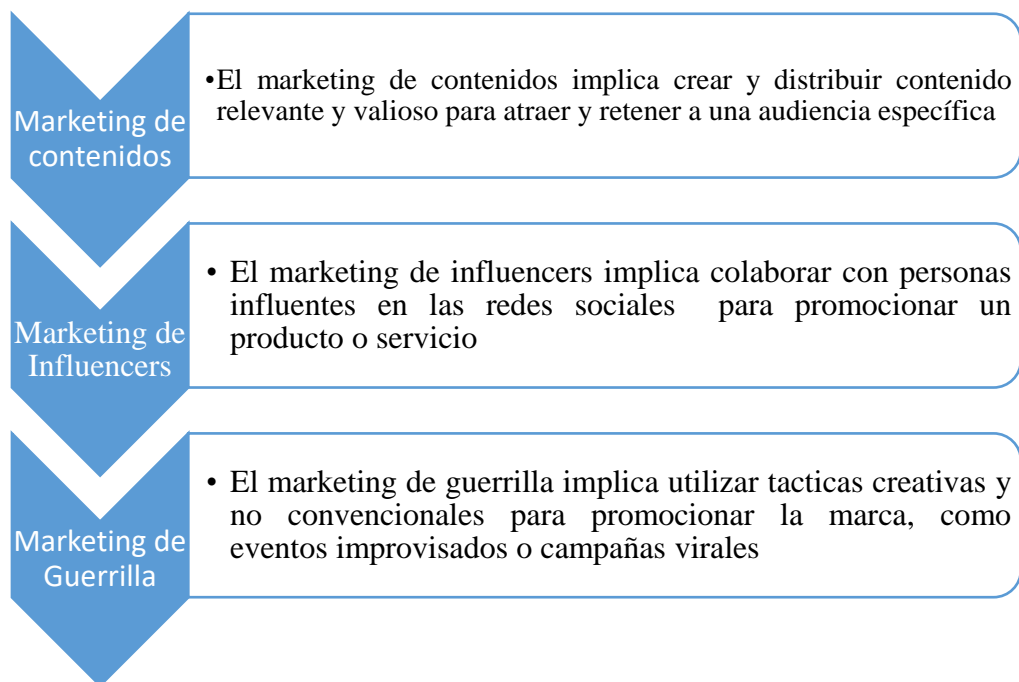 Marketing de
contenidos
•El marketing de contenidos implica crear y distribuir contenido
relevante y valioso para atraer y retener a una audiencia específica
Marketing de
Influencers
• El marketing de influencers implica colaborar con personas
influentes en las redes sociales para promocionar un
producto o servicio
Marketing de
Guerrilla
• El marketing de guerrilla implica utilizar tacticas creativas y
no convencionales para promocionar la marca, como
eventos improvisados o campañas virales